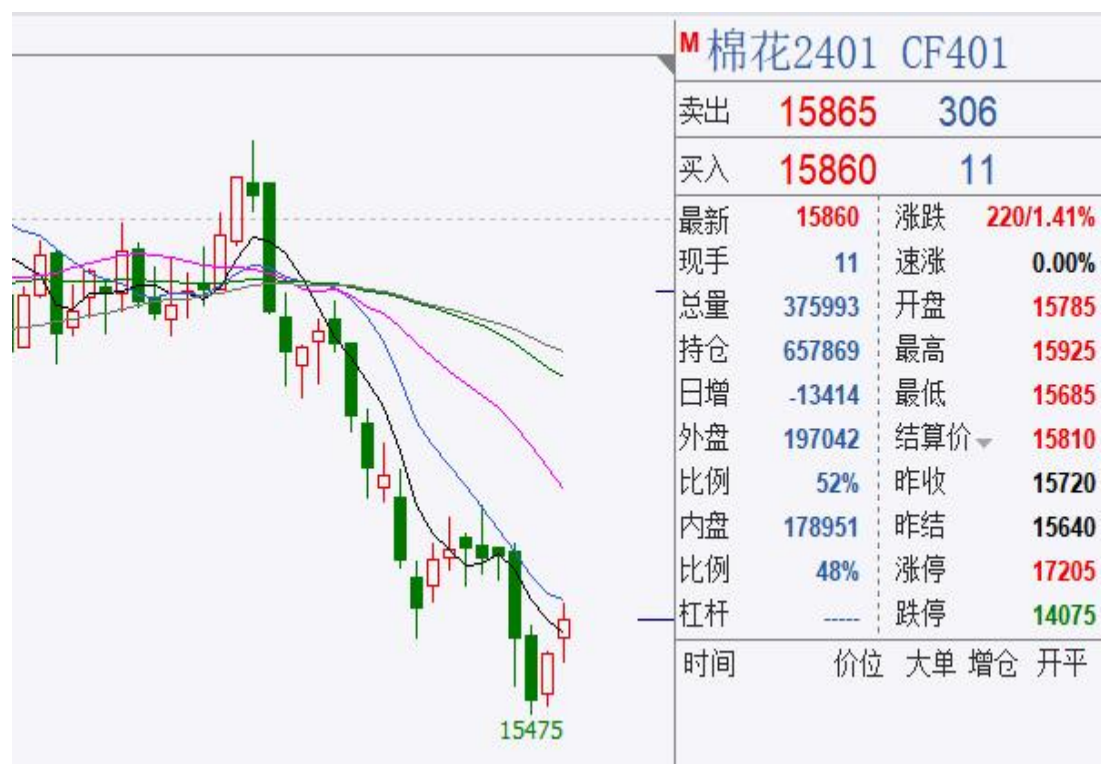 M 棉花2401 CF401
卖出 15865 306
买入 15860 11
最新 15860 涨跌 220/1.41%
现手 11 速涨 0.00%
总量 375993 开盘 15785
持仓 657869 最高 15925
日增 -13414 最低 15685
外盘 197042 结算价 15810
比例 52% 昨收 15720
内盘 178951 昨结 15640
比例 48% 涨停 17205
杠杆 ----- 跌停 14075
时间 价位 大单 增仓 开平
15475